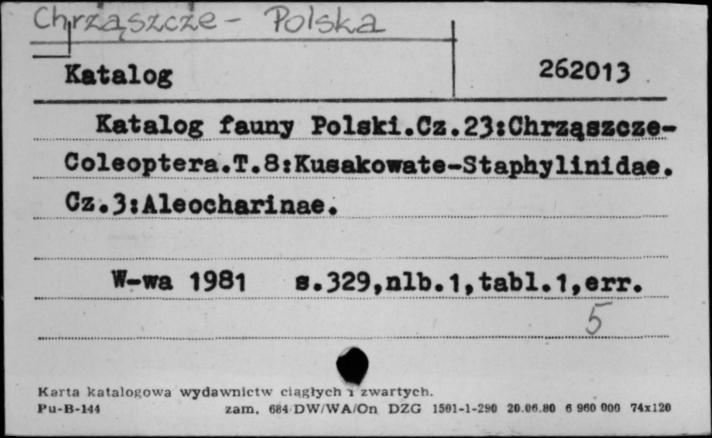 Chrząszcze - Polska
Katalog 262013
Katalog fauny Polski.Cz.23:Chrząszcze-
Coleoptera.T.8:Kusakowate-Staphylinidae.
Cz.3:Aleocharinae.
W-wa 1981 s.329,nlb.1,tabl.1,err.
5
Karta katalogowa wydawnictw ciągłych i zwartych.
Pu-B-144 zam. 684/DW/WA/On DZG 1501-1-290 20.06.80 6 960 000 74x120